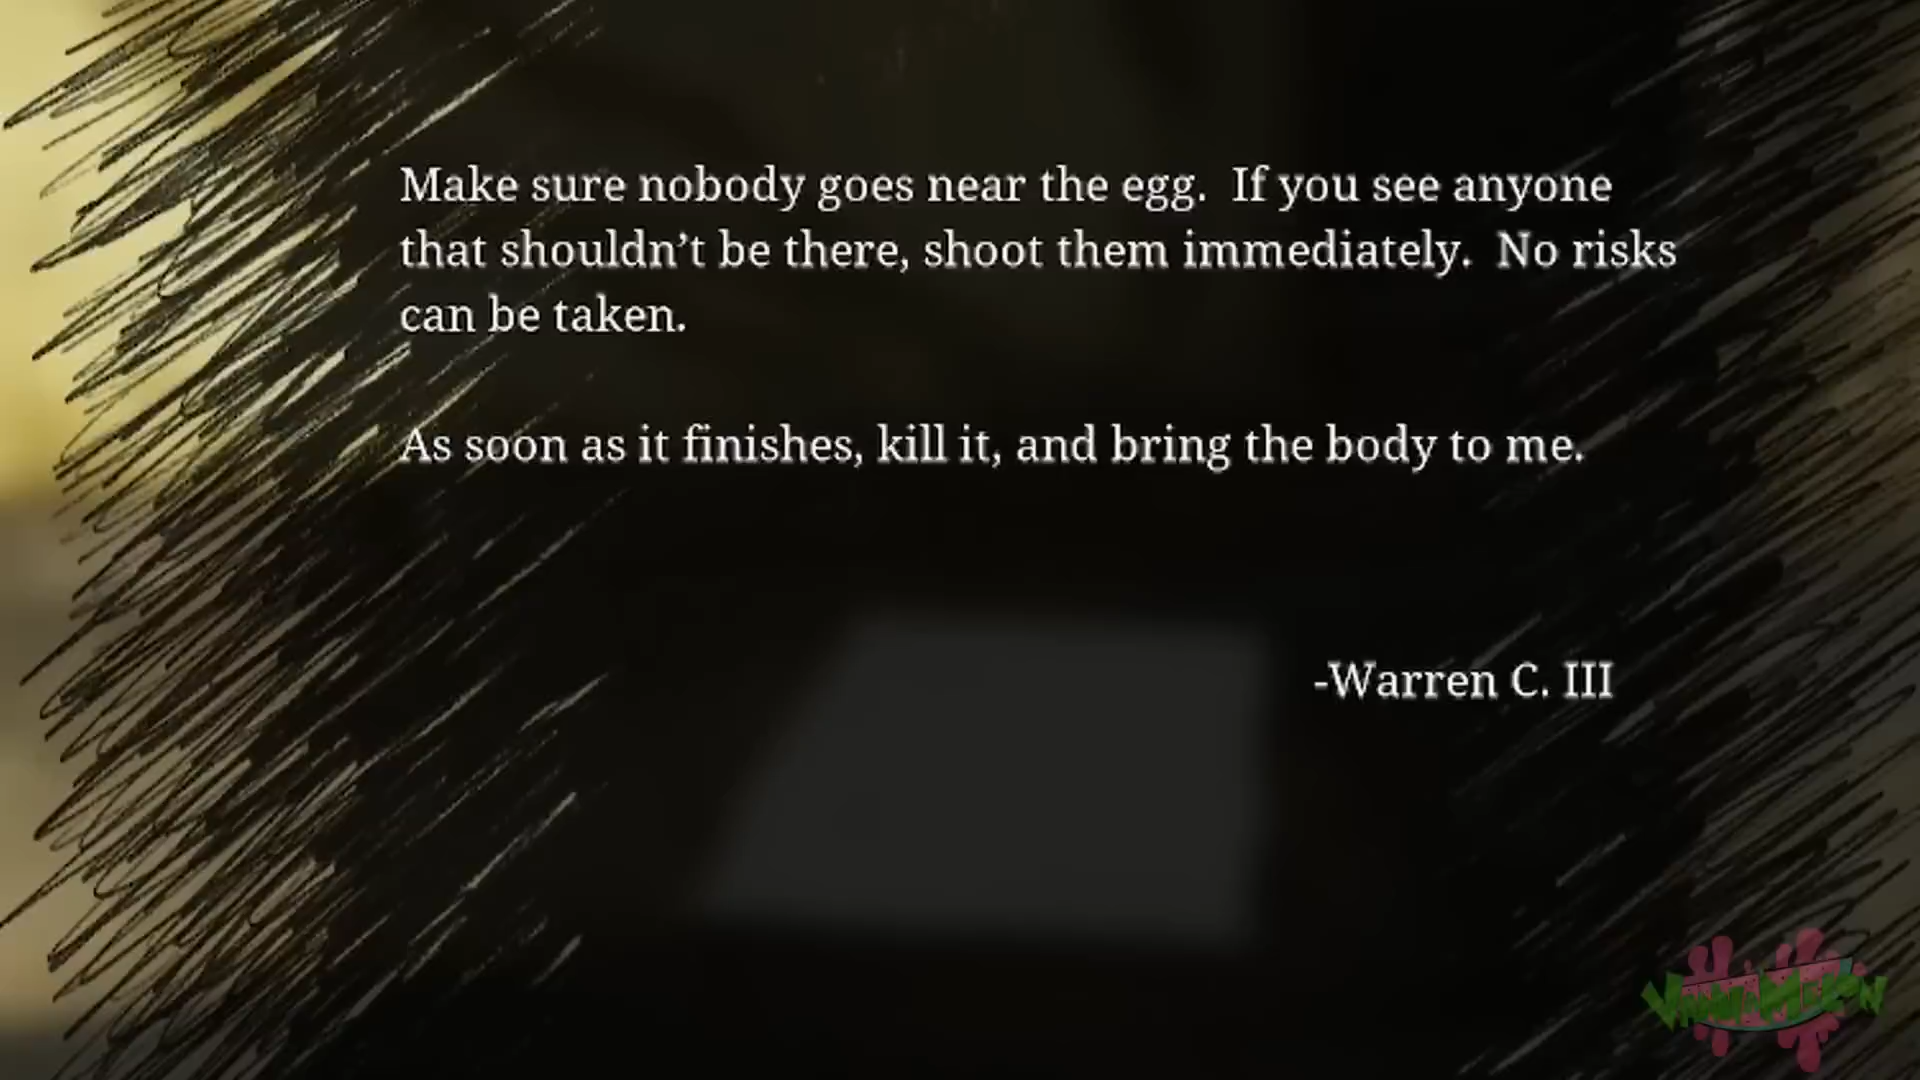 Make sure nobody goes near the egg.  If you see anyone
that shouldn’t be there, shoot them immediately.  No risks
can be taken.
As soon as it finishes, kill it, and bring the body to me.
-Warren C. III
VannaMelon